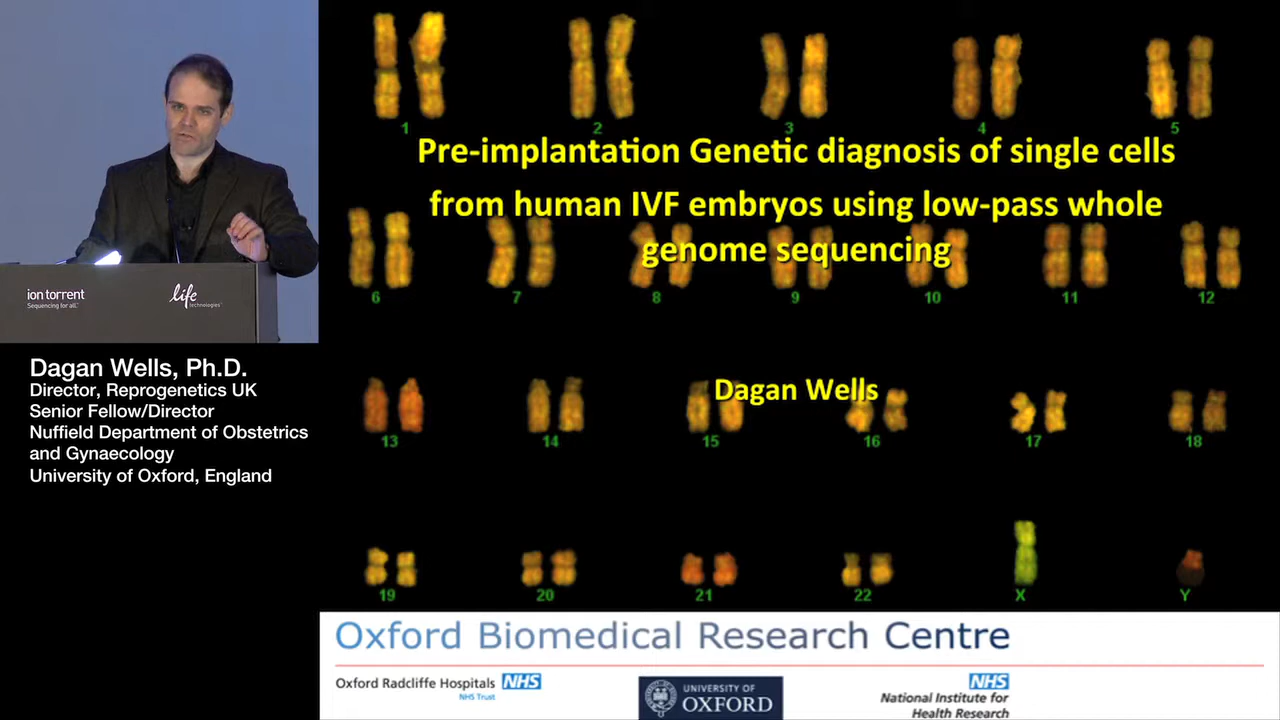 ion torrent
Sequencing for all.™
life
technologies™
Dagan Wells, Ph.D.
Director, Reprogenetics UK
Senior Fellow/Director
Nuffield Department of Obstetrics
and Gynaecology
University of Oxford, England
1 2 3 4 5
Pre-implantation Genetic diagnosis of single cells
from human IVF embryos using low-pass whole
genome sequencing
6 7 8 9 10 11 12
Dagan Wells
13 14 15 16 17 18
19 20 21 22 X Y
Oxford Biomedical Research Centre
Oxford Radcliffe Hospitals NHS
NHS Trust
UNIVERSITY OF
OXFORD
NHS
National Institute for
Health Research